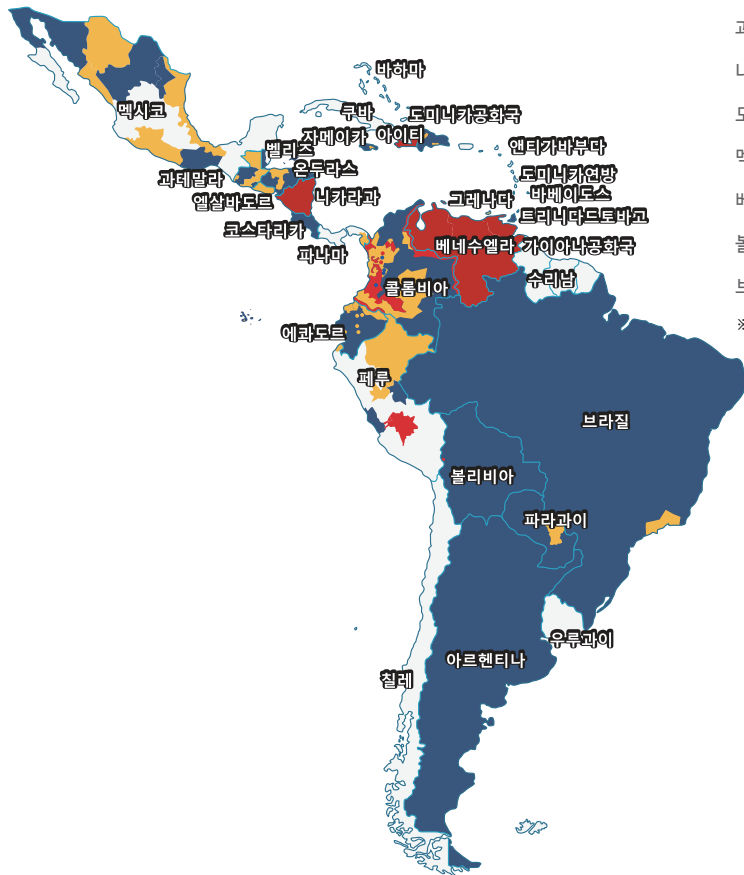 바하마
멕시코
쿠바
도미니카공화국
자메이카
아이티
벨리즈
앤티가바부다
온두라스
과테말라
도미니카연방
엘살바도르
니카라과
바베이도스
그레나다
트리니다드토바고
코스타리카
베네수엘라
가이아나공화국
파나마
수리남
콜롬비아
에콰도르
페루
브라질
볼리비아
파라과이
우루과이
아르헨티나
칠레
※